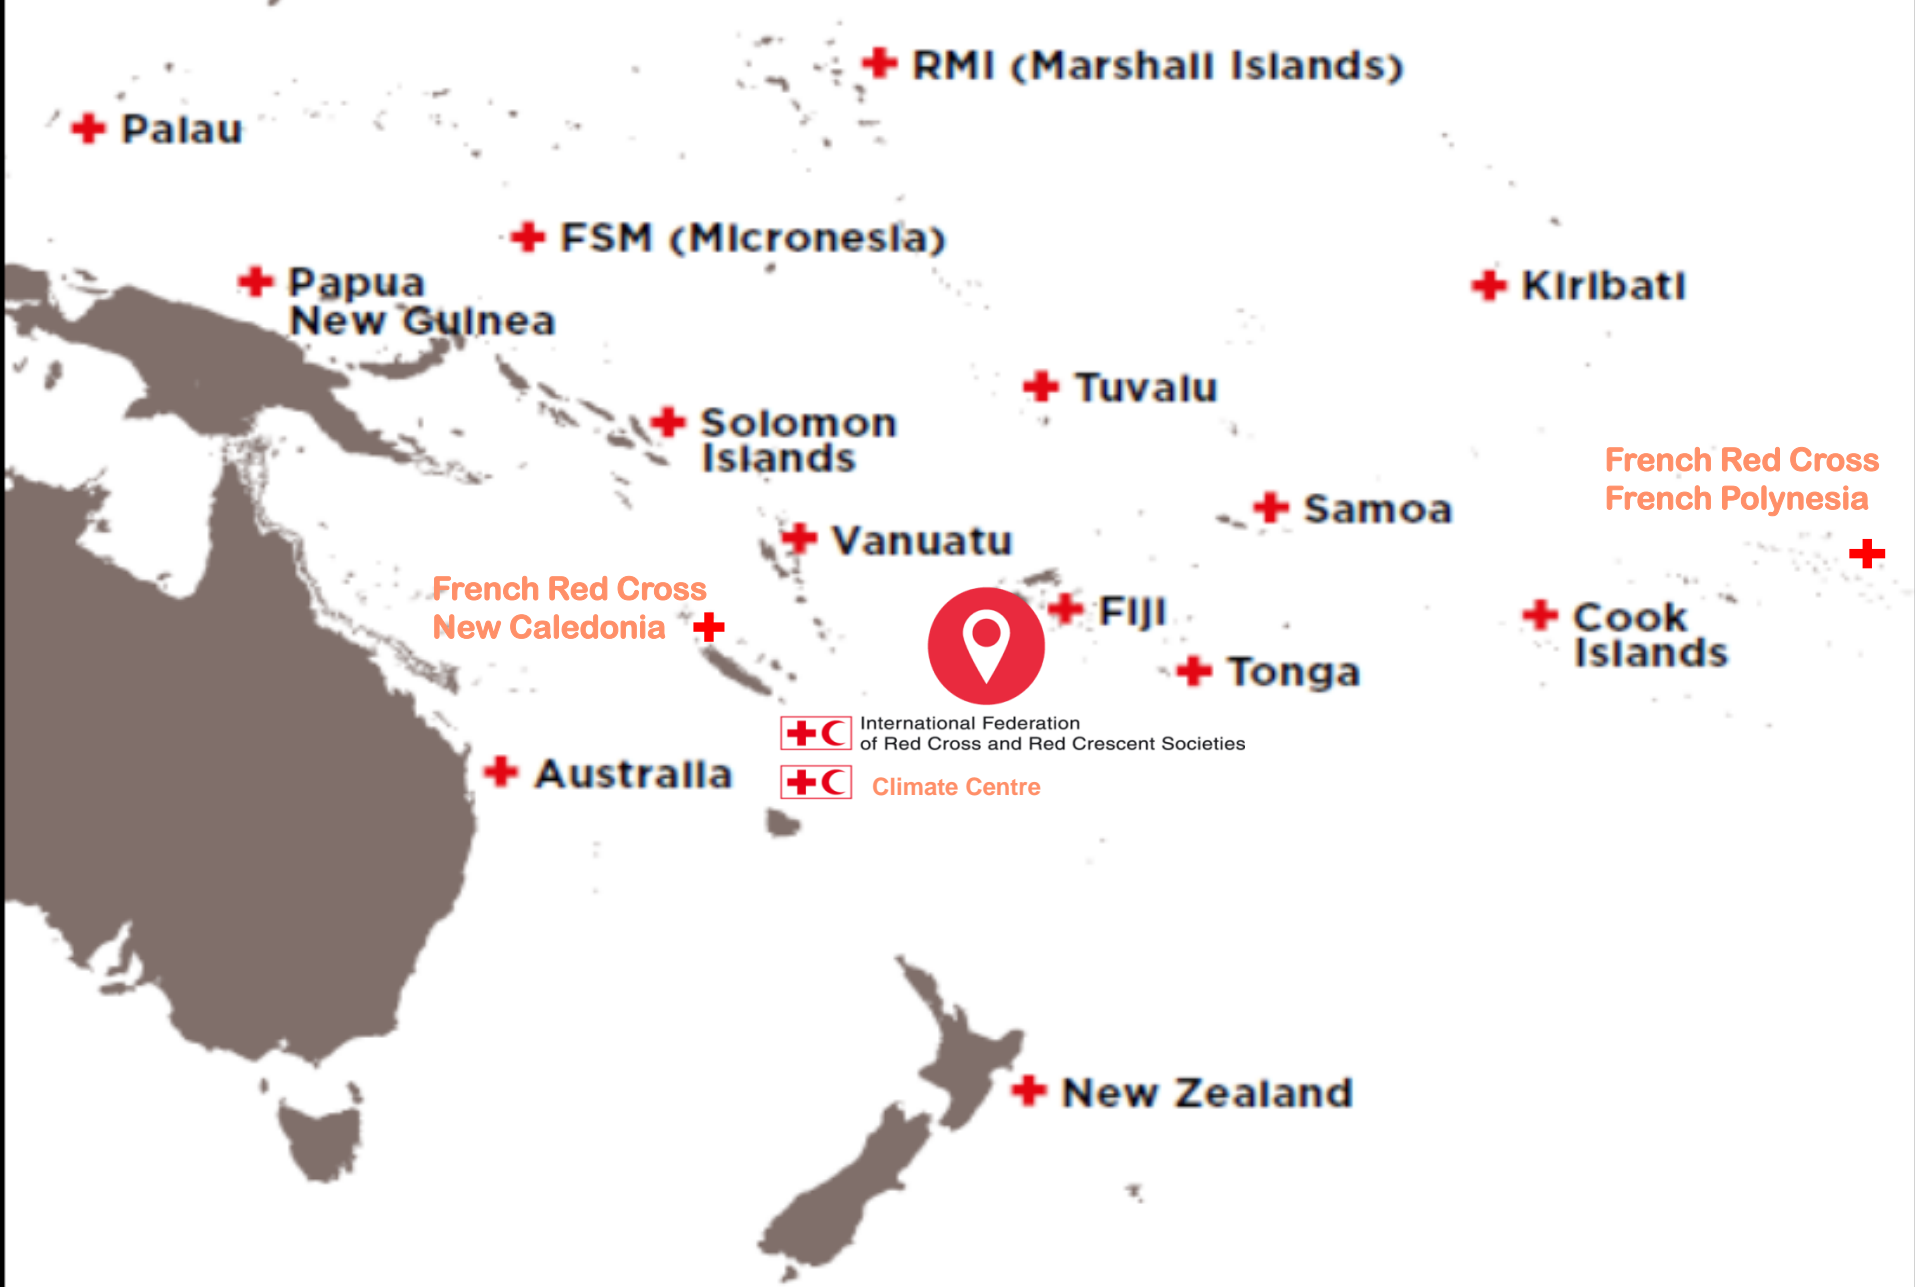 RMI (Marshall Islands)
Palau
FSM (Micronesia)
Papua
New Guinea
Kiribati
Tuvalu
Solomon
Islands
French Red Cross
French Polynesia
Samoa
Vanuatu
French Red Cross
New Caledonia
Fiji
Cook
Islands
Tonga
International Federation
of Red Cross and Red Crescent Societies
Australia
Climate Centre
New Zealand